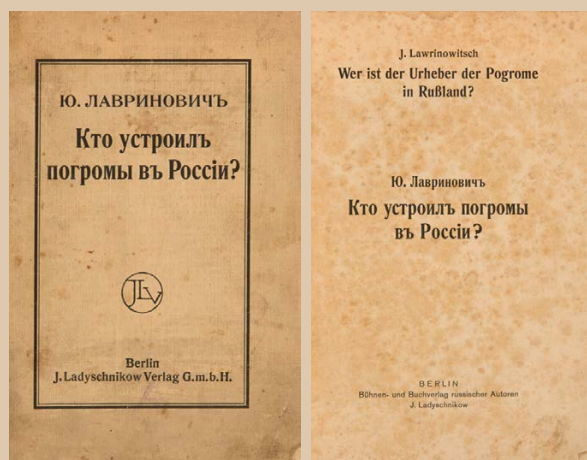 Ю. ЛАВРИНОВИЧЪ
Кто устроилъ
погромы въ Россіи?
JLV
Berlin
J. Ladyschnikow Verlag G.m.b.H.
J. Lawrinowitsch
Wer ist der Urheber der Pogrome
in Rußland?
Ю. Лавриновичъ
Кто устроилъ погромы
въ Россіи?
BERLIN
Bühnen- und Buchverlag russischer Autoren
J. Ladyschnikow